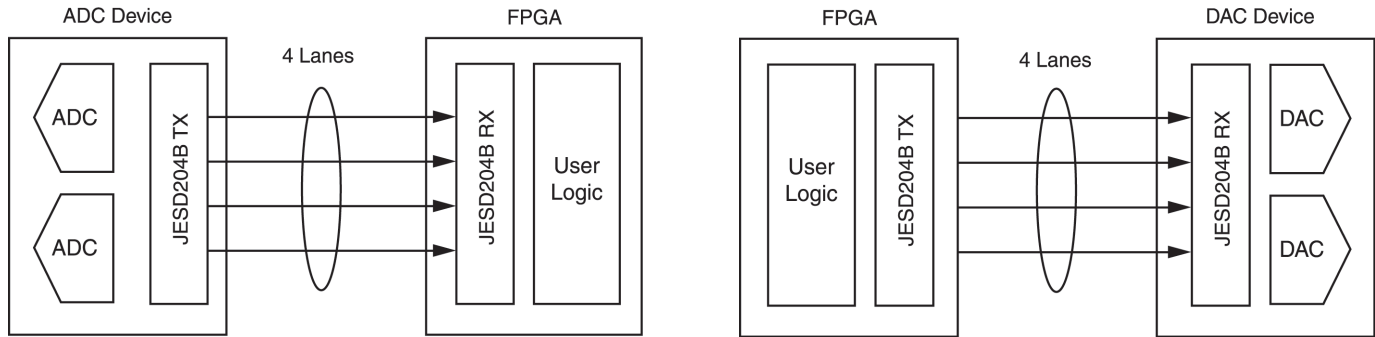 ADC Device
FPGA
4 Lanes
ADC
ADC
JESD204B TX
JESD204B RX
User
Logic
FPGA
DAC Device
4 Lanes
User
Logic
JESD204B TX
JESD204B RX
DAC
DAC